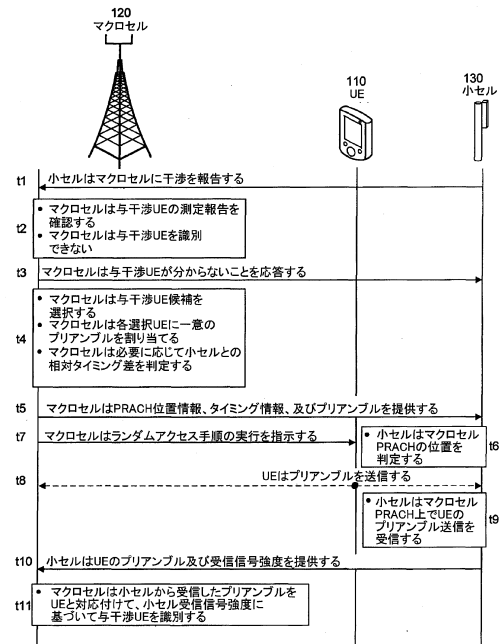 120
マクロセル
110
UE
130
小セル
t1
小セルはマクロセルに干渉を報告する
t2
• マクロセルは与干渉UEの測定報告を
確認する
• マクロセルは与干渉UEを識別
できない
t3
マクロセルは与干渉UEが分からないことを応答する
t4
• マクロセルは与干渉UE候補を
選択する
• マクロセルは各選択UEに一意の
プリアンブルを割り当てる
• マクロセルは必要に応じて小セルとの
相対タイミング差を判定する
t5
マクロセルはPRACH位置情報、タイミング情報、及びプリアンブルを提供する
t7
マクロセルはランダムアクセス手順の実行を指示する
• 小セルはマクロセル
PRACHの位置を
判定する
t6
t8
UEはプリアンブルを送信する
• 小セルはマクロセル
PRACH上でUEの
プリアンブル送信を
受信する
t9
t10
小セルはUEのプリアンブル及び受信信号強度を提供する
t11
• マクロセルは小セルから受信したプリアンブルを
UEと対応付けて、小セル受信信号強度に
基づいて与干渉UEを識別する